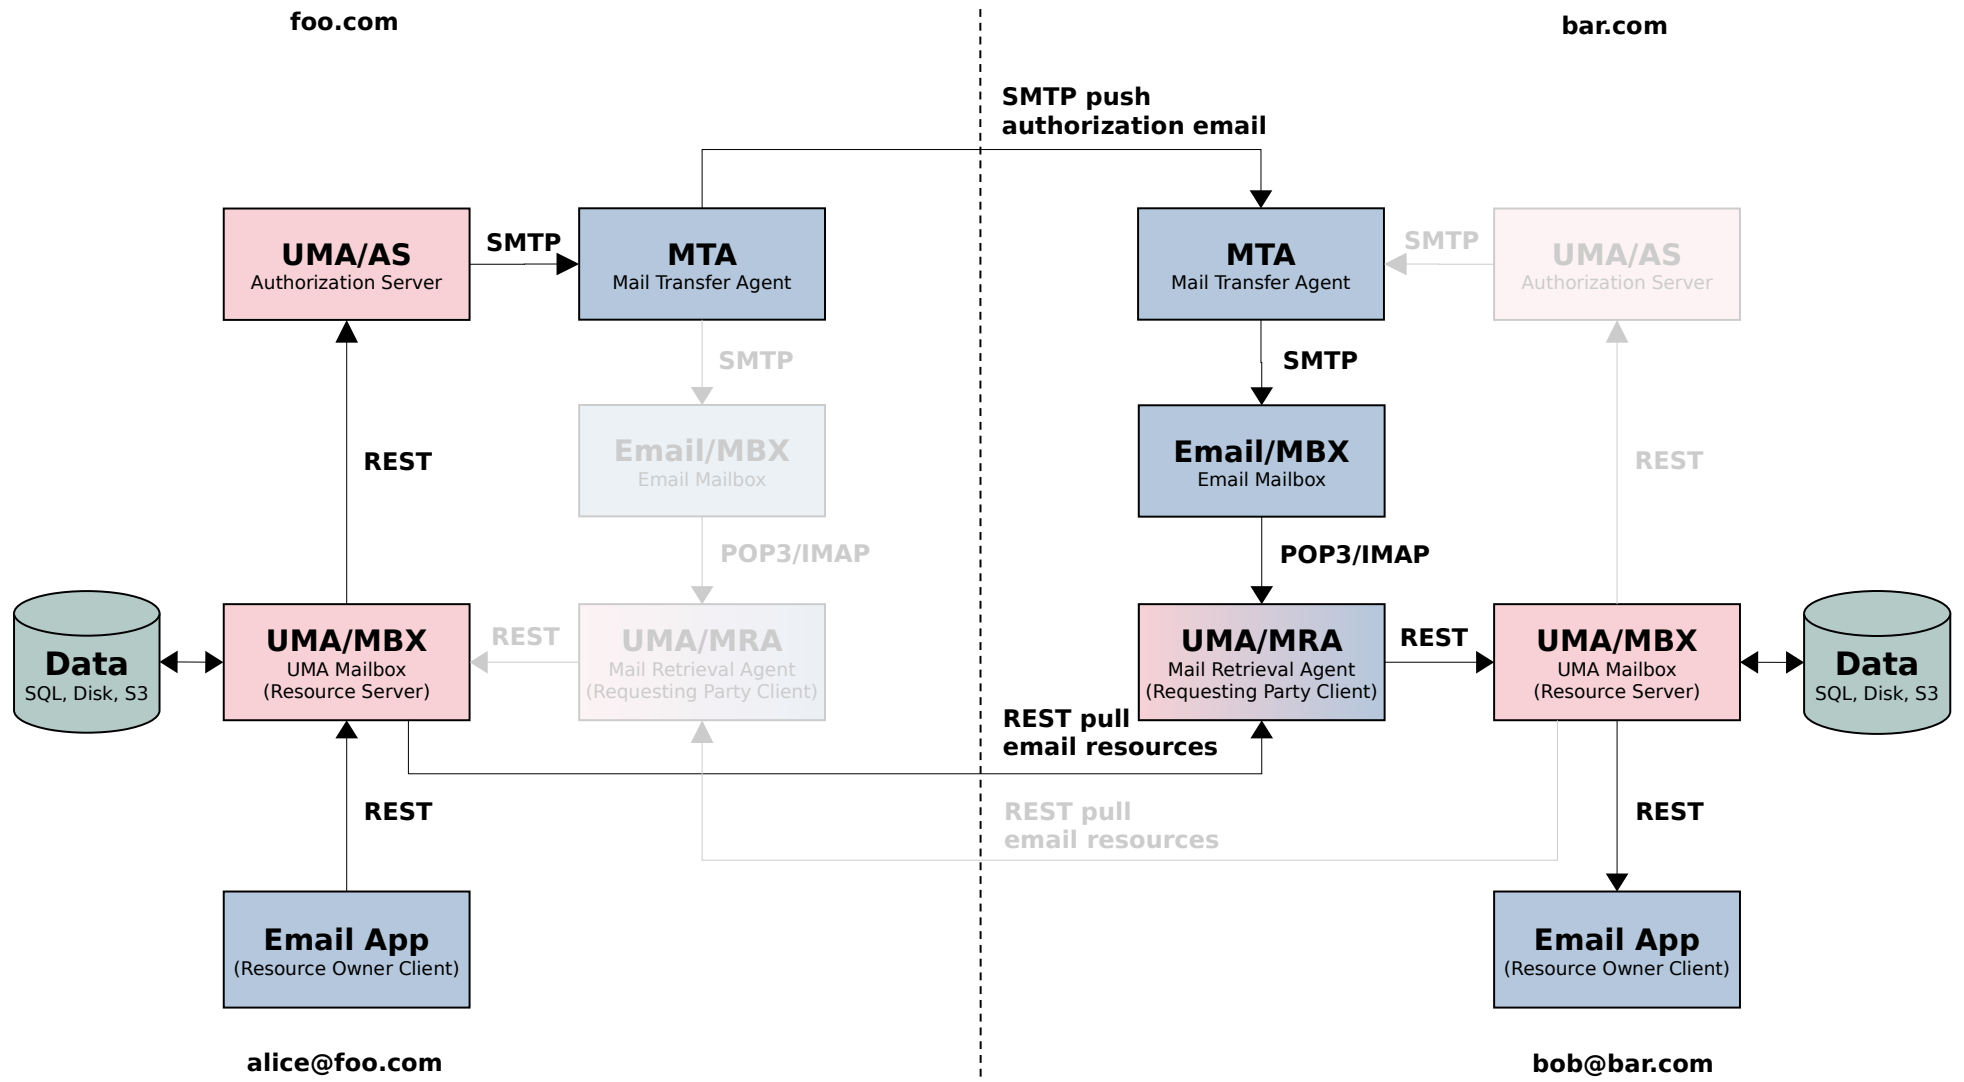 foo.com
bar.com
SMTP push
authorization email
UMA/AS
Authorization Server
SMTP
MTA
Mail Transfer Agent
MTA
Mail Transfer Agent
SMTP
UMA/AS
Authorization Server
SMTP
SMTP
REST
Email/MBX
Email Mailbox
Email/MBX
Email Mailbox
REST
POP3/IMAP
POP3/IMAP
Data
SQL, Disk, S3
UMA/MBX
UMA Mailbox
(Resource Server)
REST
UMA/MRA
Mail Retrieval Agent
(Requesting Party Client)
UMA/MRA
Mail Retrieval Agent
(Requesting Party Client)
REST
UMA/MBX
UMA Mailbox
(Resource Server)
Data
SQL, Disk, S3
REST pull
email resources
REST
REST pull
email resources
REST
Email App
(Resource Owner Client)
Email App
(Resource Owner Client)
alice@foo.com
bob@bar.com